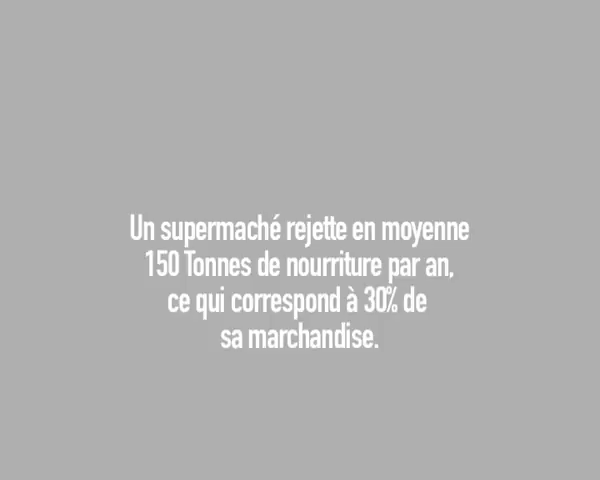 Un supermaché rejette en moyenne
150 Tonnes de nourriture par an,
ce qui correspond à 30% de
sa marchandise.